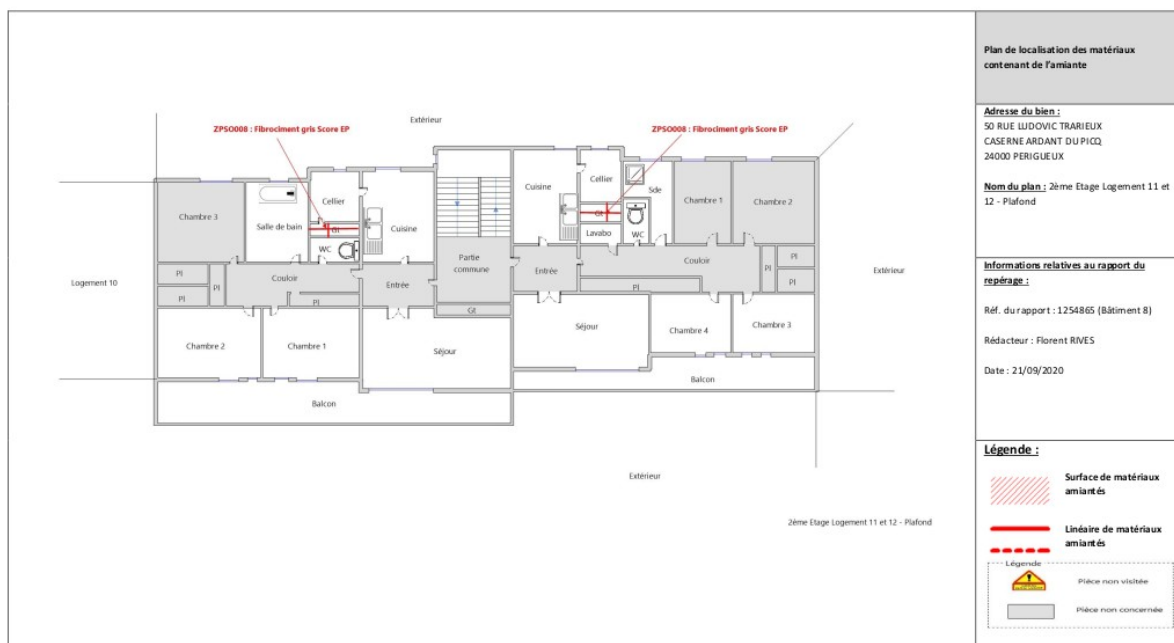 Plan de localisation des matériaux
contenant de l'amiante
Adresse du bien :
50 RUE LUDOVIC TRARIEUX
CASERNE ARDANT DU PICQ
24000 PERIGUEUX
Nom du plan : 2ème Etage Logement 11 et
12 - Plafond
Informations relatives au rapport du
repérage :
Réf. du rapport : 1254865 (Bâtiment 8)
Rédacteur : Florent RIVES
Date : 21/09/2020
Légende :
Surface de matériaux
amiantés
Linéaire de matériaux
amiantés
Légende
Pièce non visitée
Pièce non concernée
Extérieur
ZPSO008 : Fibrociment gris Score EP
ZPSO008 : Fibrociment gris Score EP
Chambre 3
Salle de bain
Cellier
Gt
WC
Cuisine
Cuisine
Cellier
Gt
Lavabo
Sde
WC
Chambre 1
Chambre 2
Logement 10
Pl
Pl
Pl
Couloir
Pl
Entrée
Partie
commune
Gt
Entrée
Couloir
Pl
Pl
Pl
Pl
Extérieur
Chambre 2
Chambre 1
Séjour
Séjour
Chambre 4
Chambre 3
Balcon
Balcon
Extérieur
2ème Etage Logement 11 et 12 - Plafond